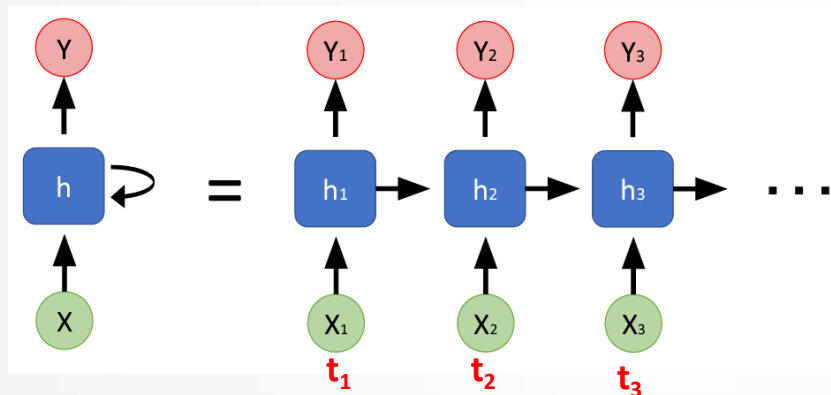 Y Y₁ Y₂ Y₃
h = h₁ h₂ h₃ ...
X X₁ X₂ X₃
t₁ t₂ t₃